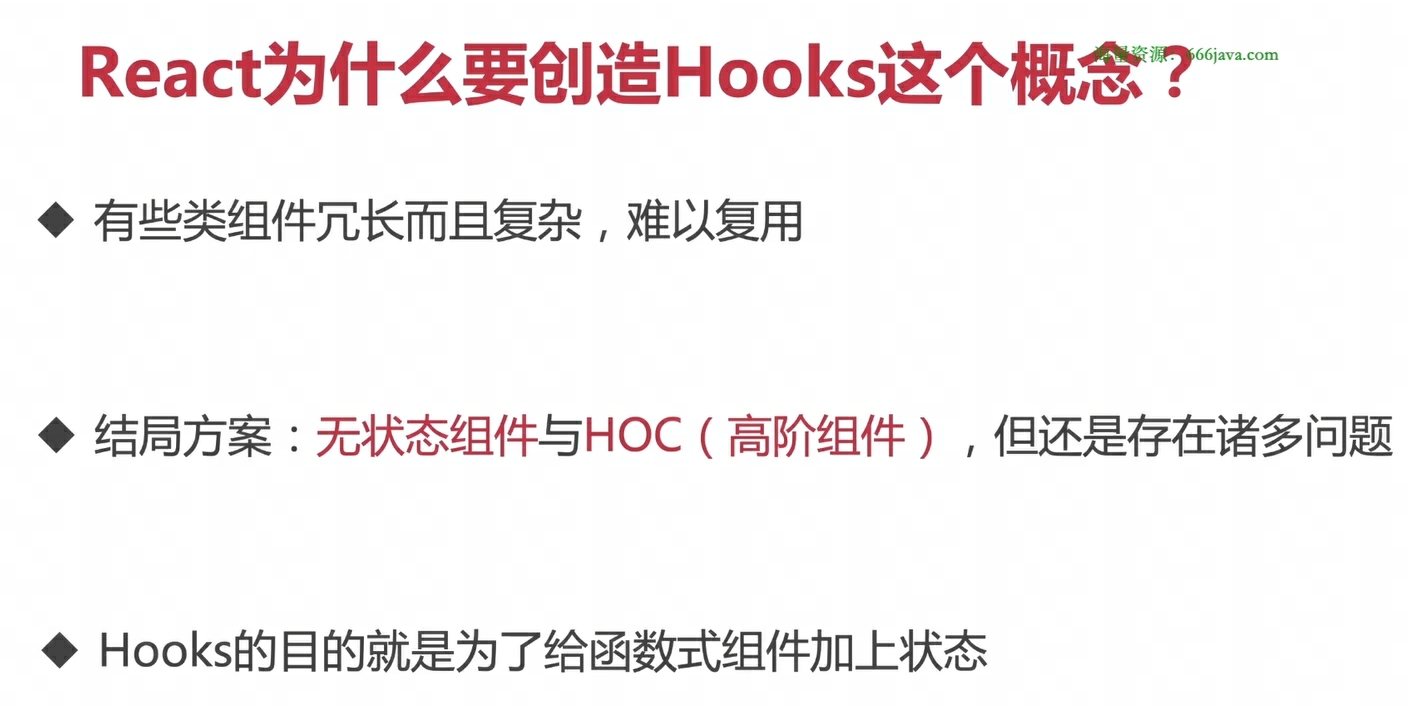 React为什么要创造Hooks这个概念？
海量资源：666java.com
◆ 有些类组件冗长而且复杂，难以复用
◆ 结局方案：无状态组件与HOC（高阶组件），但还是存在诸多问题
◆ Hooks的目的就是为了给函数式组件加上状态